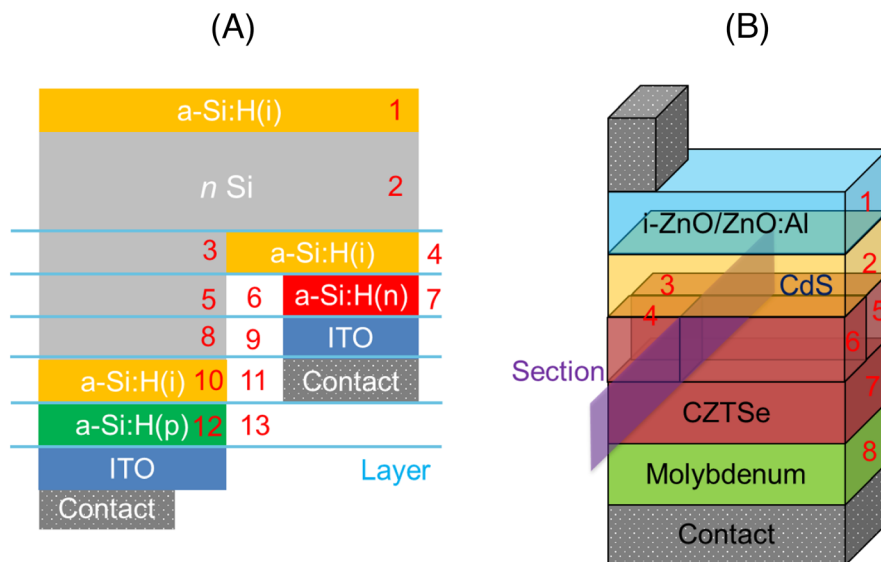 (A)
(B)
a-Si:H(i) 1
n Si 2
3 a-Si:H(i) 4
5 6 a-Si:H(n) 7
8 9 ITO
a-Si:H(i) 10 11 Contact
a-Si:H(p) 12 13
ITO Layer
Contact
1
i-ZnO/ZnO:Al
2
3 CdS
4 5
6
Section
7
CZTSe
8
Molybdenum
Contact